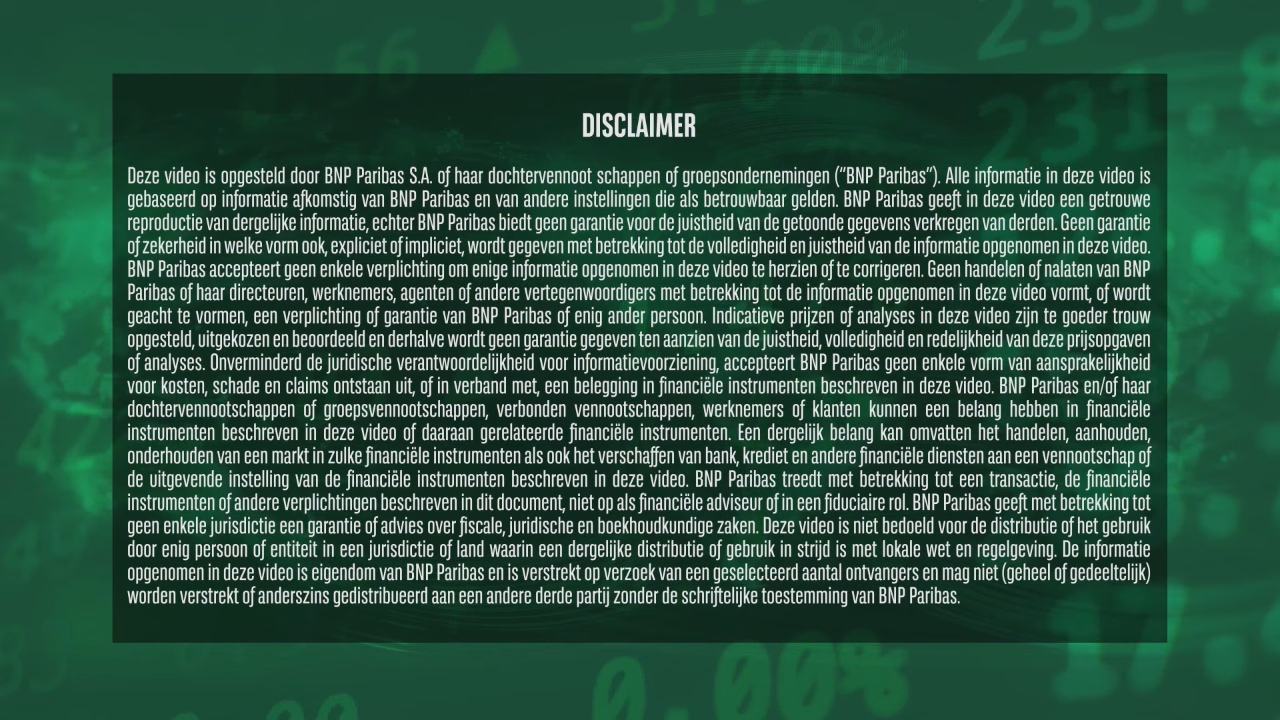 DISCLAIMER
Deze video is opgesteld door BNP Paribas S.A. of haar dochtervennoot schappen of groepsondernemingen (“BNP Paribas”). Alle informatie in deze video is
gebaseerd op informatie afkomstig van BNP Paribas en van andere instellingen die als betrouwbaar gelden. BNP Paribas geeft in deze video een getrouwe
reproductie van dergelijke informatie, echter BNP Paribas biedt geen garantie voor de juistheid van de getoonde gegevens verkregen van derden. Geen garantie
of zekerheid in welke vorm ook, expliciet of impliciet, wordt gegeven met betrekking tot de volledigheid en juistheid van de informatie opgenomen in deze video.
BNP Paribas accepteert geen enkele verplichting om enige informatie opgenomen in deze video te herzien of te corrigeren. Geen handelen of nalaten van BNP
Paribas of haar directeuren, werknemers, agenten of andere vertegenwoordigers met betrekking tot de informatie opgenomen in deze video vormt, of wordt
geacht te vormen, een verplichting of garantie van BNP Paribas of enig ander persoon. Indicatieve prijzen of analyses in deze video zijn te goeder trouw
opgesteld, uitgekozen en beoordeeld en derhalve wordt geen garantie gegeven ten aanzien van de juistheid, volledigheid en redelijkheid van deze prijsopgaven
of analyses. Onverminderd de juridische verantwoordelijkheid voor informatievoorziening, accepteert BNP Paribas geen enkele vorm van aansprakelijkheid
voor kosten, schade en claims ontstaan uit, of in verband met, een belegging in financiële instrumenten beschreven in deze video. BNP Paribas en/of haar
dochtervennootschappen of groepsvennootschappen, verbonden vennootschappen, werknemers of klanten kunnen een belang hebben in financiële
instrumenten beschreven in deze video of daaraan gerelateerde financiële instrumenten. Een dergelijk belang kan omvatten het handelen, aanhouden,
onderhouden van een markt in zulke financiële instrumenten als ook het verschaffen van bank, krediet en andere financiële diensten aan een vennootschap of
de uitgevende instelling van de financiële instrumenten beschreven in deze video. BNP Paribas treedt met betrekking tot een transactie, de financiële
instrumenten of andere verplichtingen beschreven in dit document, niet op als financiële adviseur of in een fiduciaire rol. BNP Paribas geeft met betrekking tot
geen enkele jurisdictie een garantie of advies over fiscale, juridische en boekhoudkundige zaken. Deze video is niet bedoeld voor de distributie of het gebruik
door enig persoon of entiteit in een jurisdictie of land waarin een dergelijke distributie of gebruik in strijd is met lokale wet en regelgeving. De informatie
opgenomen in deze video is eigendom van BNP Paribas en is verstrekt op verzoek van een geselecteerd aantal ontvangers en mag niet (geheel of gedeeltelijk)
worden verstrekt of anderszins gedistribueerd aan een andere derde partij zonder de schriftelijke toestemming van BNP Paribas.
0.00%